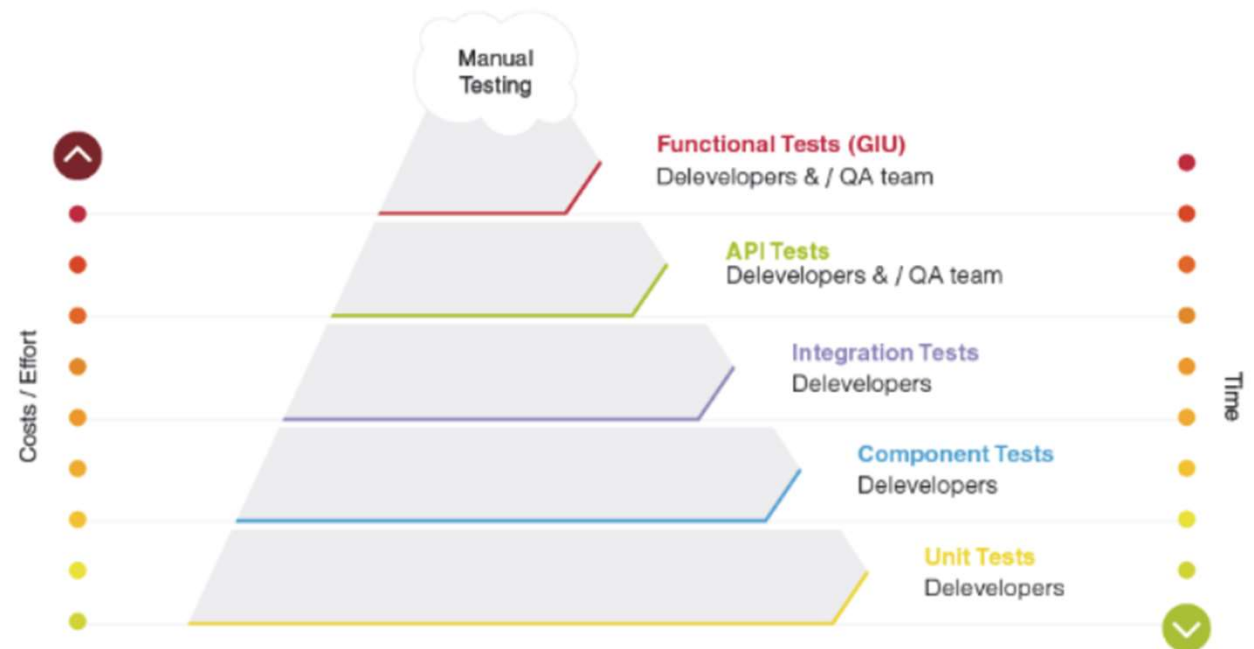 Manual
Testing
Functional Tests (GIU)
Delevelopers & / QA team
API Tests
Delevelopers & / QA team
Integration Tests
Delevelopers
Component Tests
Delevelopers
Unit Tests
Delevelopers
Costs / Effort
Time